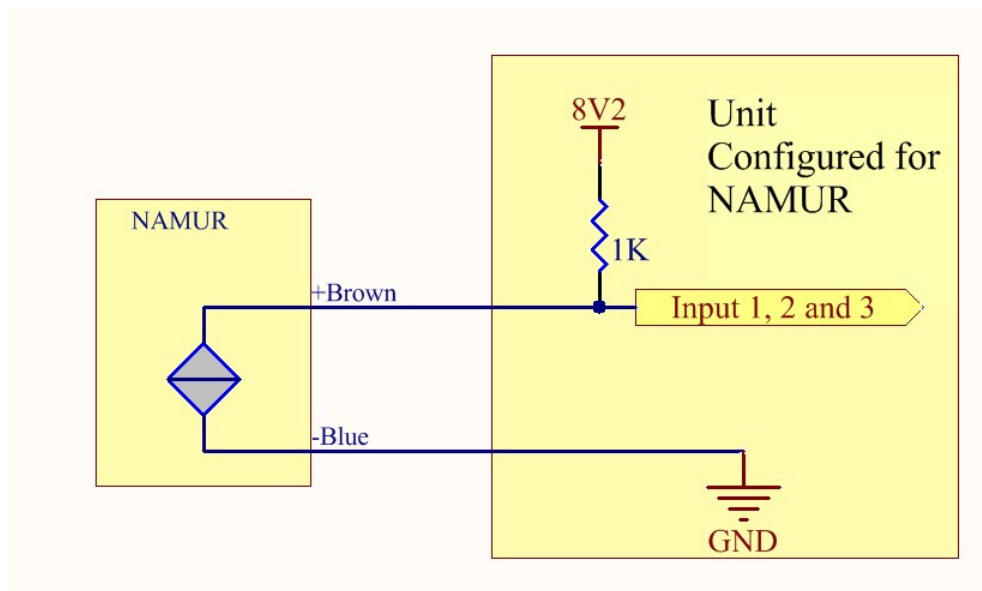 8V2
Unit
Configured for
NAMUR
NAMUR
1K
+Brown
Input 1, 2 and 3
-Blue
GND